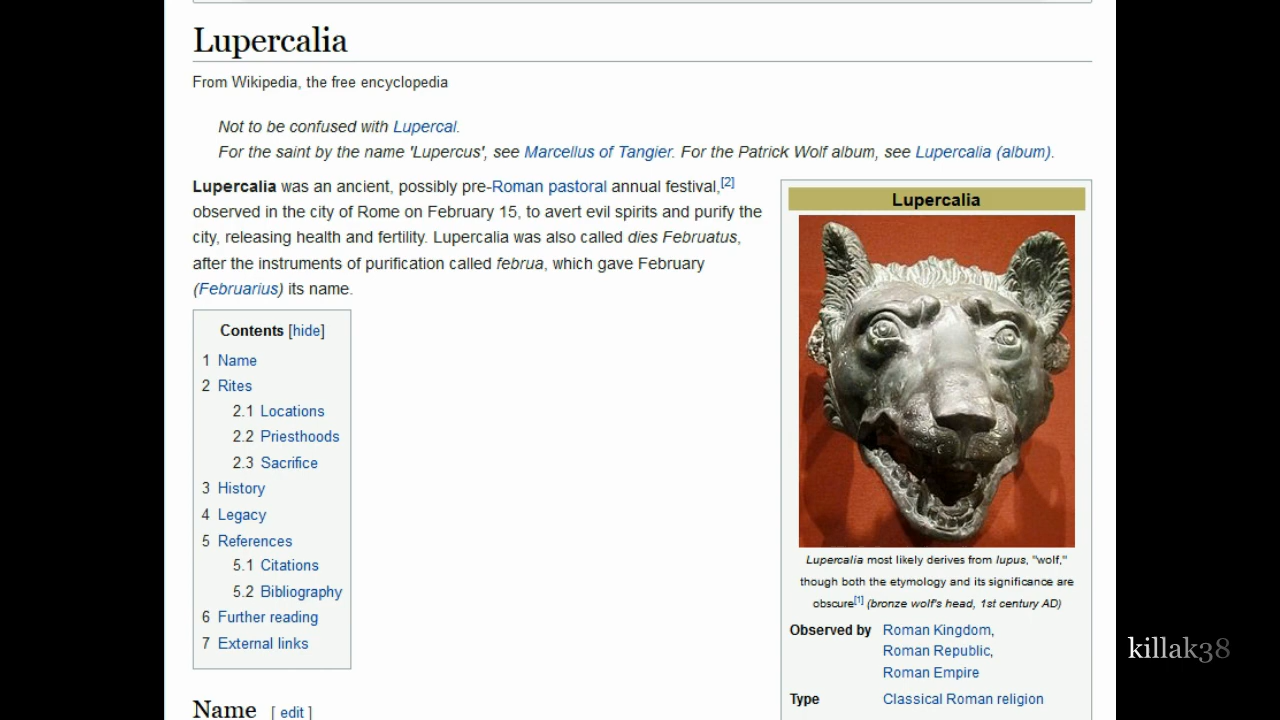 Lupercalia
From Wikipedia, the free encyclopedia
Not to be confused with Lupercal.
For the saint by the name 'Lupercus', see Marcellus of Tangier. For the Patrick Wolf album, see Lupercalia (album).
Lupercalia was an ancient, possibly pre-Roman pastoral annual festival,[2]
observed in the city of Rome on February 15, to avert evil spirits and purify the
city, releasing health and fertility. Lupercalia was also called dies Februatus,
after the instruments of purification called februa, which gave February
(Februarius) its name.
Contents [hide]
1 Name
2 Rites
2.1 Locations
2.2 Priesthoods
2.3 Sacrifice
3 History
4 Legacy
5 References
5.1 Citations
5.2 Bibliography
6 Further reading
7 External links
Name [ edit ]
Lupercalia
Lupercalia most likely derives from lupus, "wolf,"
though both the etymology and its significance are
obscure[1] (bronze wolf's head, 1st century AD)
Observed by Roman Kingdom,
Roman Republic,
Roman Empire
Type Classical Roman religion
killak38